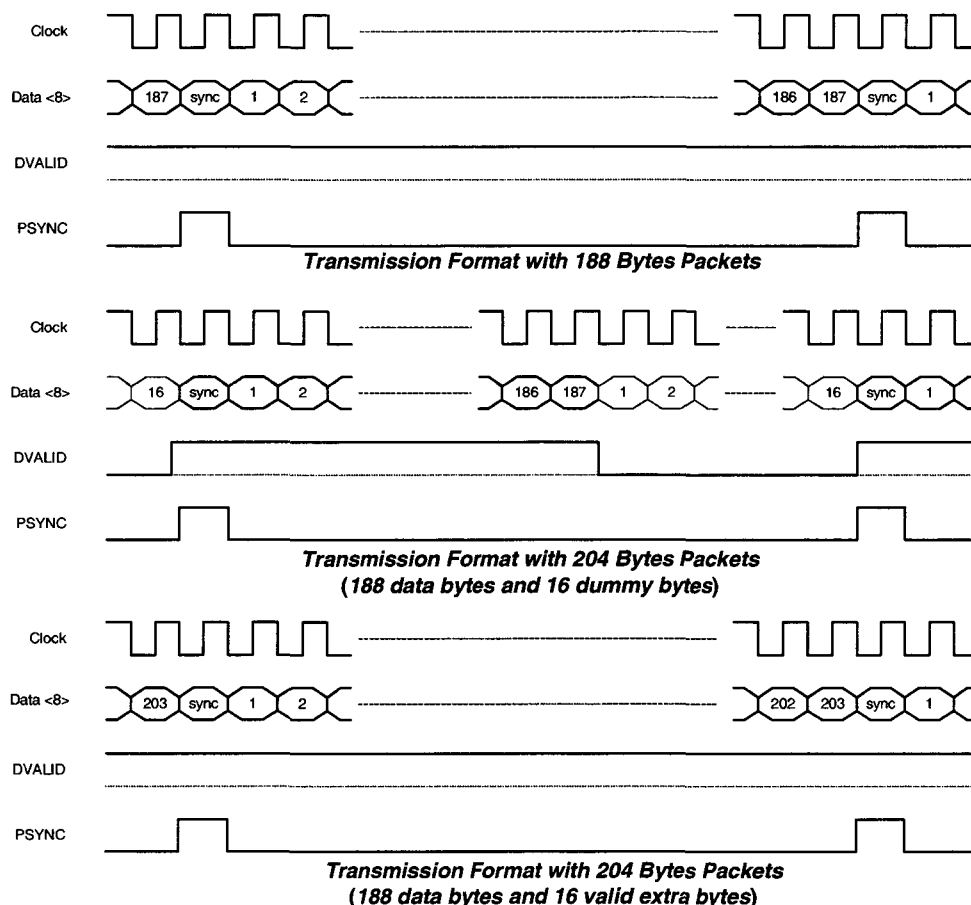 Clock
Data <8>
187 sync 1 2 186 187 sync 1
DVALID
PSYNC
Transmission Format with 188 Bytes Packets
Clock
Data <8>
16 sync 1 2 186 187 1 2 16 sync 1
DVALID
PSYNC
Transmission Format with 204 Bytes Packets
(188 data bytes and 16 dummy bytes)
Clock
Data <8>
203 sync 1 2 202 203 sync 1
DVALID
PSYNC
Transmission Format with 204 Bytes Packets
(188 data bytes and 16 valid extra bytes)